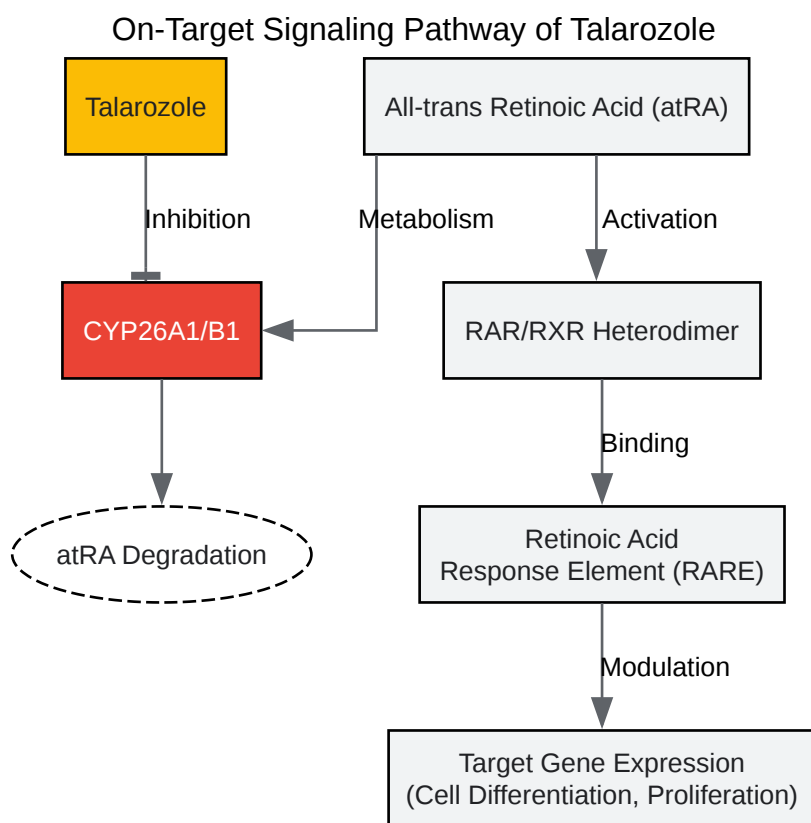 On-Target Signaling Pathway of Talarozole
Talarozole
All-trans Retinoic Acid (atRA)
Inhibition
Metabolism
Activation
CYP26A1/B1
RAR/RXR Heterodimer
Binding
atRA Degradation
Retinoic Acid
Response Element (RARE)
Modulation
Target Gene Expression
(Cell Differentiation, Proliferation)